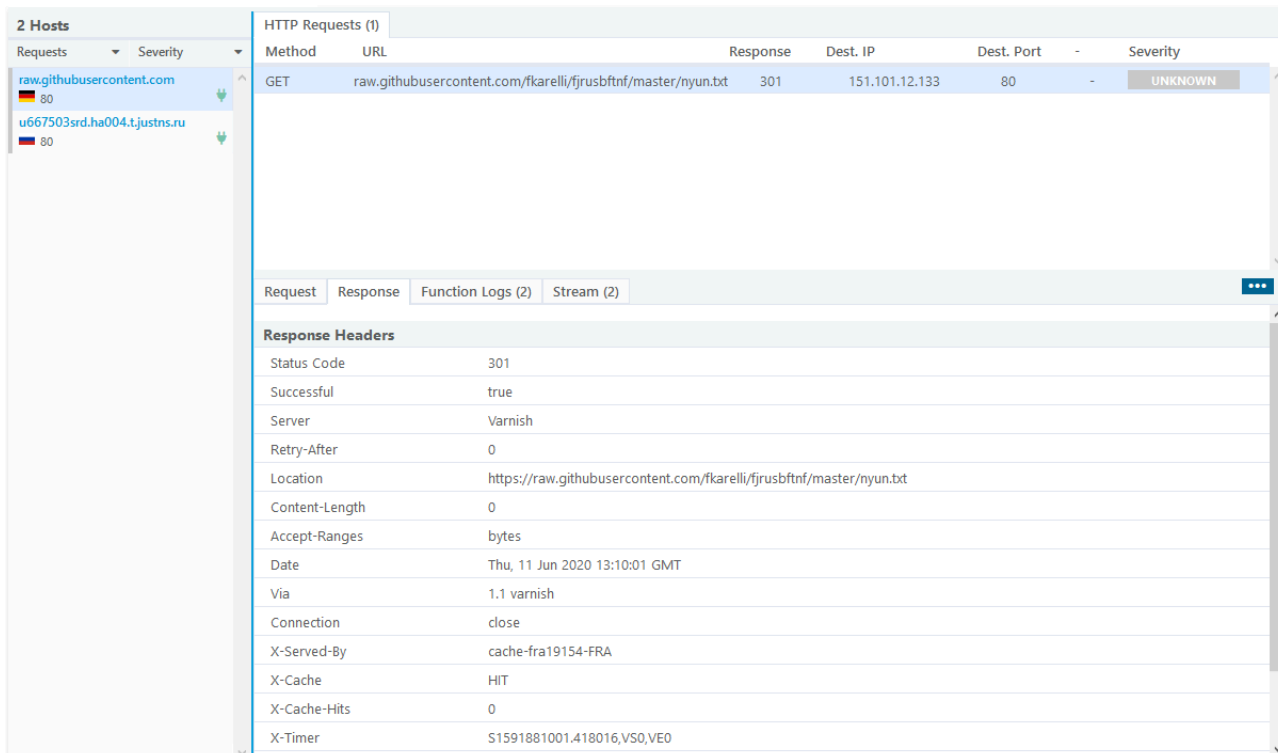 2 Hosts
Requests Severity
raw.githubusercontent.com
80
u667503srd.ha004.t.justns.ru
80
HTTP Requests (1)
Method URL Response Dest. IP Dest. Port - Severity
GET raw.githubusercontent.com/fkarelli/fjrusbftnf/master/nyun.txt 301 151.101.12.133 80 - UNKNOWN
Request Response Function Logs (2) Stream (2)
Response Headers
Status Code 301
Successful true
Server Varnish
Retry-After 0
Location https://raw.githubusercontent.com/fkarelli/fjrusbftnf/master/nyun.txt
Content-Length 0
Accept-Ranges bytes
Date Thu, 11 Jun 2020 13:10:01 GMT
Via 1.1 varnish
Connection close
X-Served-By cache-fra19154-FRA
X-Cache HIT
X-Cache-Hits 0
X-Timer S1591881001.418016,VS0,VE0